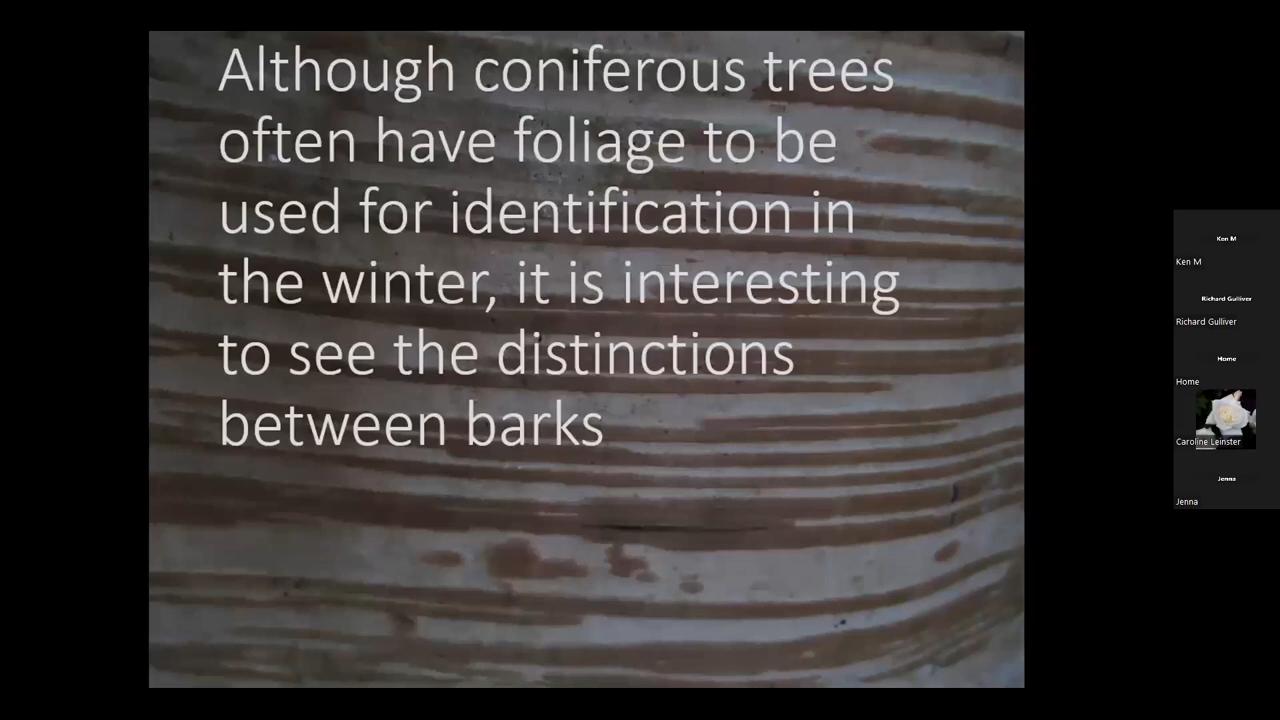 Although coniferous trees
often have foliage to be
used for identification in
the winter, it is interesting
to see the distinctions
between barks
Ken M
Ken M
Richard Gulliver
Richard Gulliver
Home
Home
Caroline Leinster
Jenna
Jenna